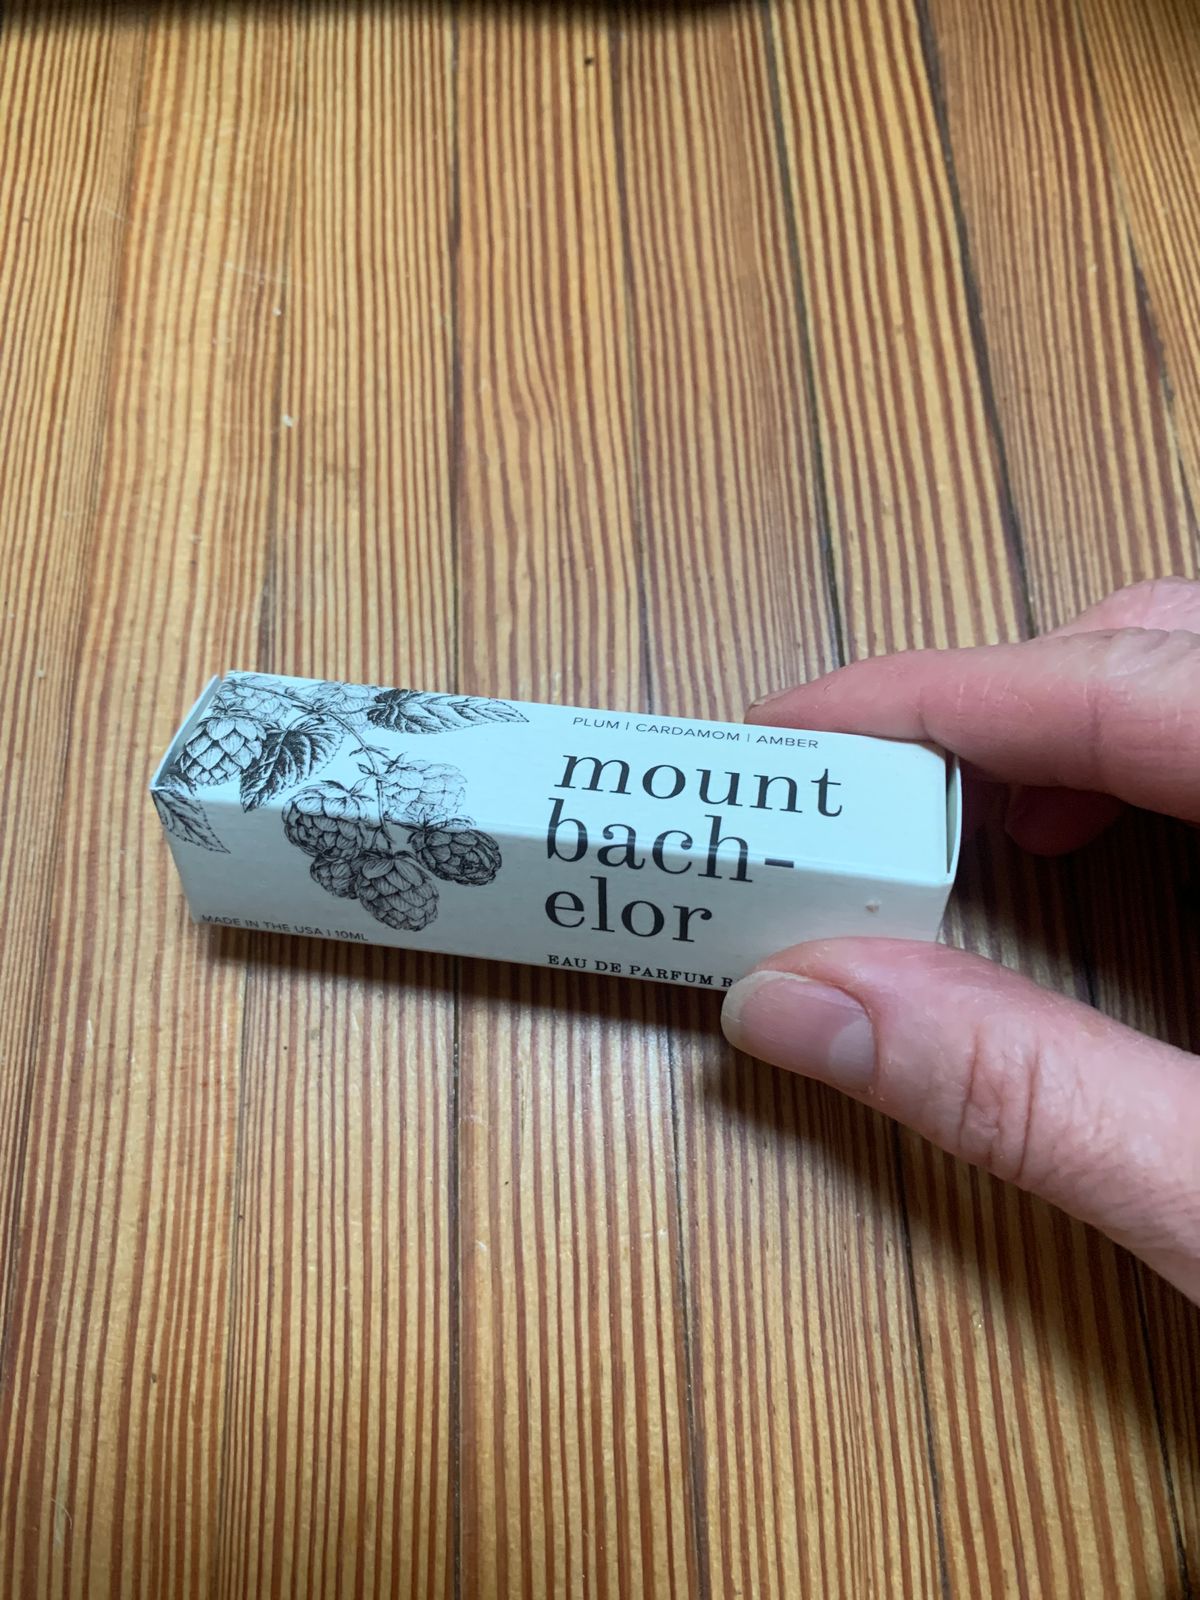 PLUM | CARDAMOM | AMBER
mount
bach-
elor
EAU DE PARFUM
MADE IN THE USA | 10ML